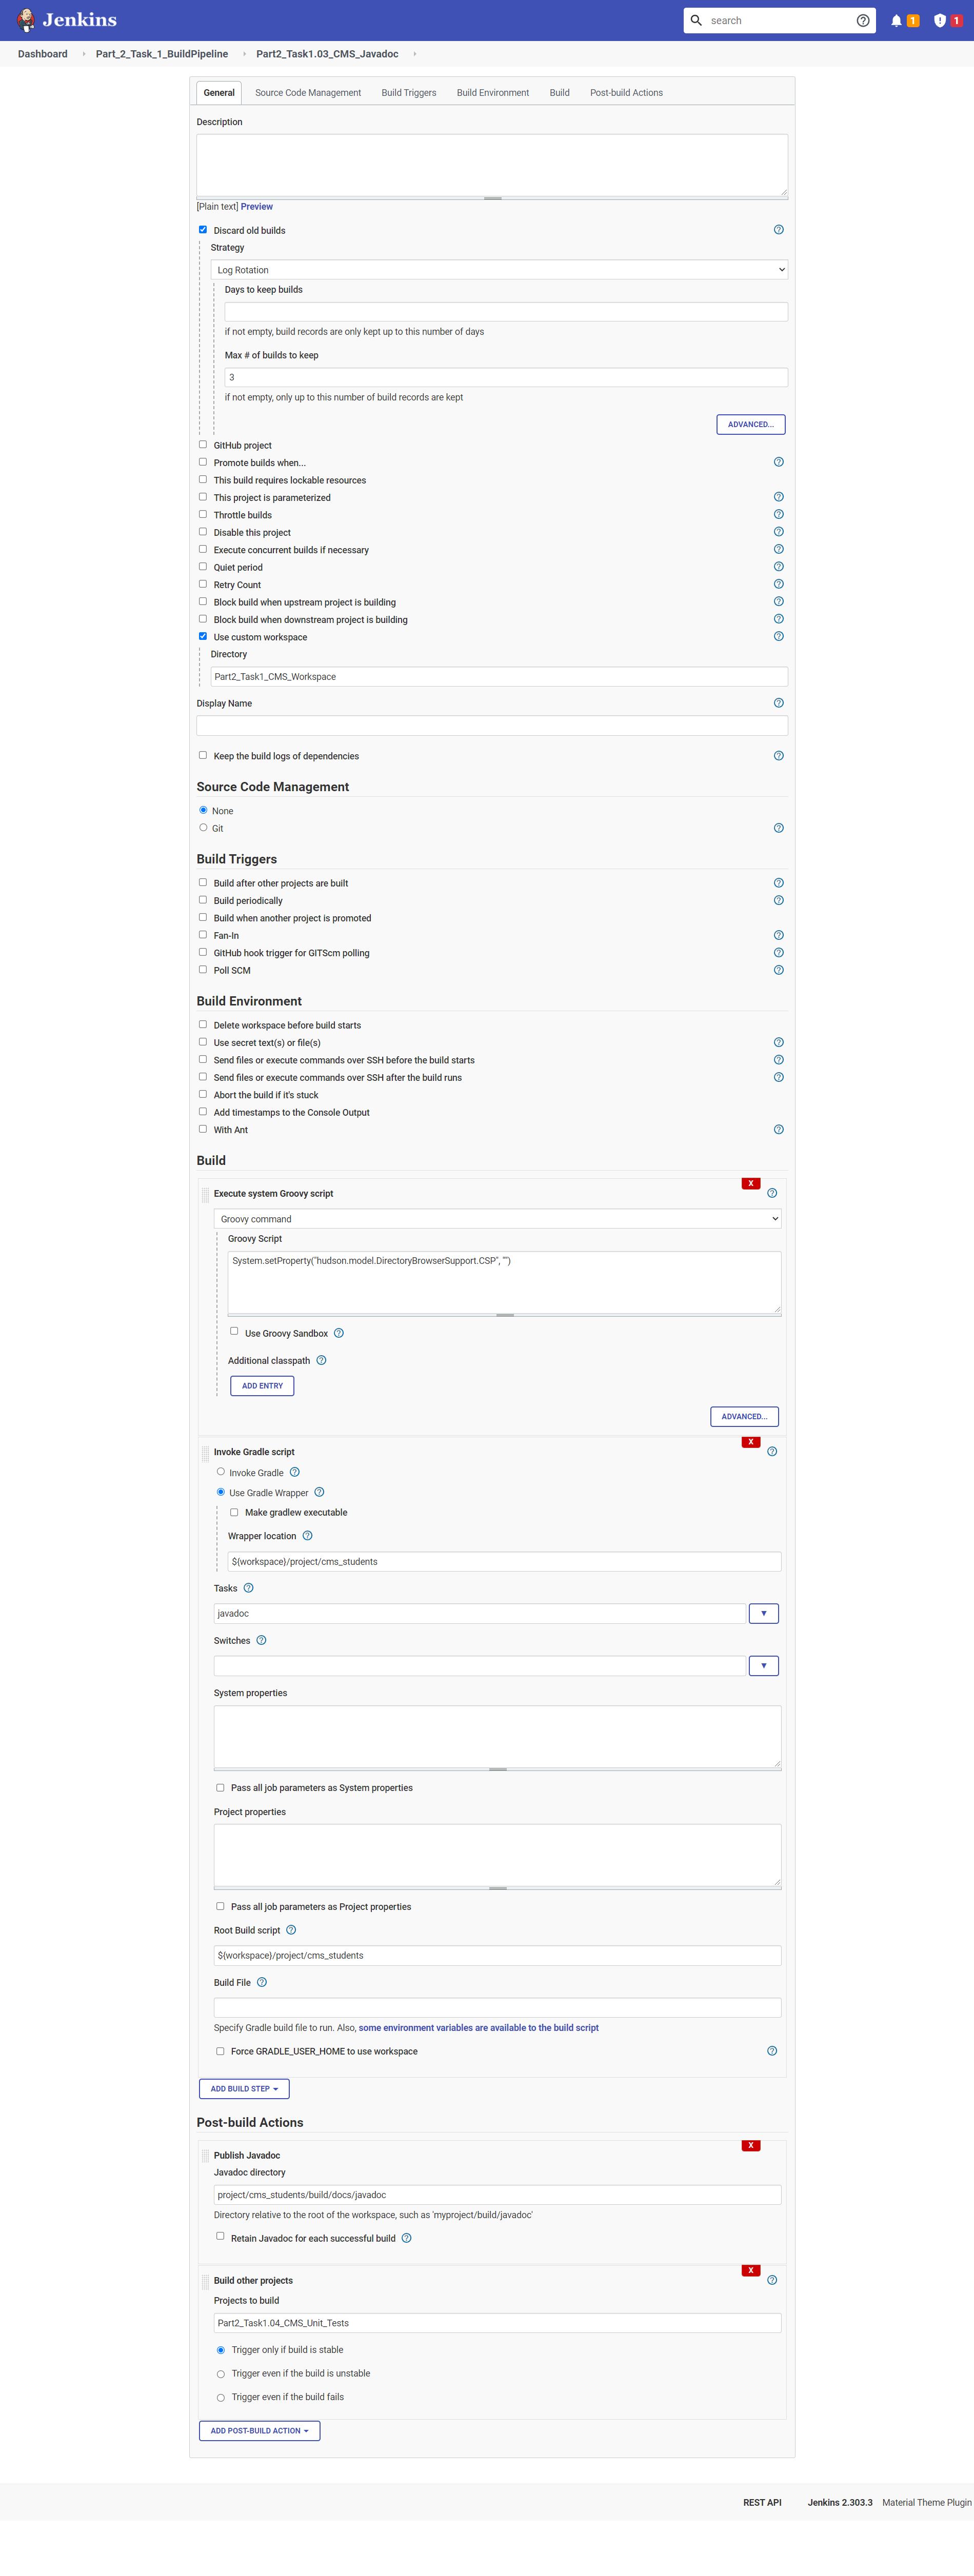 Jenkins
search
1
1
Dashboard
Part_2_Task_1_BuildPipeline
Part2_Task1.03_CMS_Javadoc
General
Source Code Management
Build Triggers
Build Environment
Build
Post-build Actions
Description
[Plain text] Preview
Discard old builds
Strategy
Log Rotation
Days to keep builds
if not empty, build records are only kept up to this number of days
Max # of builds to keep
3
if not empty, only up to this number of build records are kept
ADVANCED...
GitHub project
Promote builds when...
This build requires lockable resources
This project is parameterized
Throttle builds
Disable this project
Execute concurrent builds if necessary
Quiet period
Retry Count
Block build when upstream project is building
Block build when downstream project is building
Use custom workspace
Directory
Part2_Task1_CMS_Workspace
Display Name
Keep the build logs of dependencies
Source Code Management
None
Git
Build Triggers
Build after other projects are built
Build periodically
Build when another project is promoted
Fan-In
GitHub hook trigger for GITScm polling
Poll SCM
Build Environment
Delete workspace before build starts
Use secret text(s) or file(s)
Send files or execute commands over SSH before the build starts
Send files or execute commands over SSH after the build runs
Abort the build if it's stuck
Add timestamps to the Console Output
With Ant
Build
X
Execute system Groovy script
Groovy command
Groovy Script
System.setProperty("hudson.model.DirectoryBrowserSupport.CSP", "")
Use Groovy Sandbox
Additional classpath
ADD ENTRY
ADVANCED...
X
Invoke Gradle script
Invoke Gradle
Use Gradle Wrapper
Make gradlew executable
Wrapper location
${workspace}/project/cms_students
Tasks
javadoc
Switches
System properties
Pass all job parameters as System properties
Project properties
Pass all job parameters as Project properties
Root Build script
${workspace}/project/cms_students
Build File
Specify Gradle build file to run. Also, some environment variables are available to the build script
Force GRADLE_USER_HOME to use workspace
ADD BUILD STEP
Post-build Actions
X
Publish Javadoc
Javadoc directory
project/cms_students/build/docs/javadoc
Directory relative to the root of the workspace, such as 'myproject/build/javadoc'
Retain Javadoc for each successful build
X
Build other projects
Projects to build
Part2_Task1.04_CMS_Unit_Tests
Trigger only if build is stable
Trigger even if the build is unstable
Trigger even if the build fails
ADD POST-BUILD ACTION
REST API
Jenkins 2.303.3
Material Theme Plugin